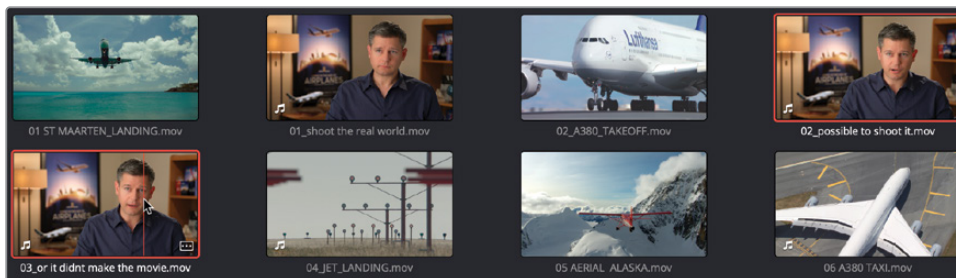 Lufthansa
01 ST MAARTEN_LANDING.mov
01_shoot the real world.mov
02_A380_TAKEOFF.mov
02_possible to shoot it.mov
03_or it didnt make the movie.mov
04_JET_LANDING.mov
05 AERIAL_ALASKA.mov
06 A380 TAXI.mov